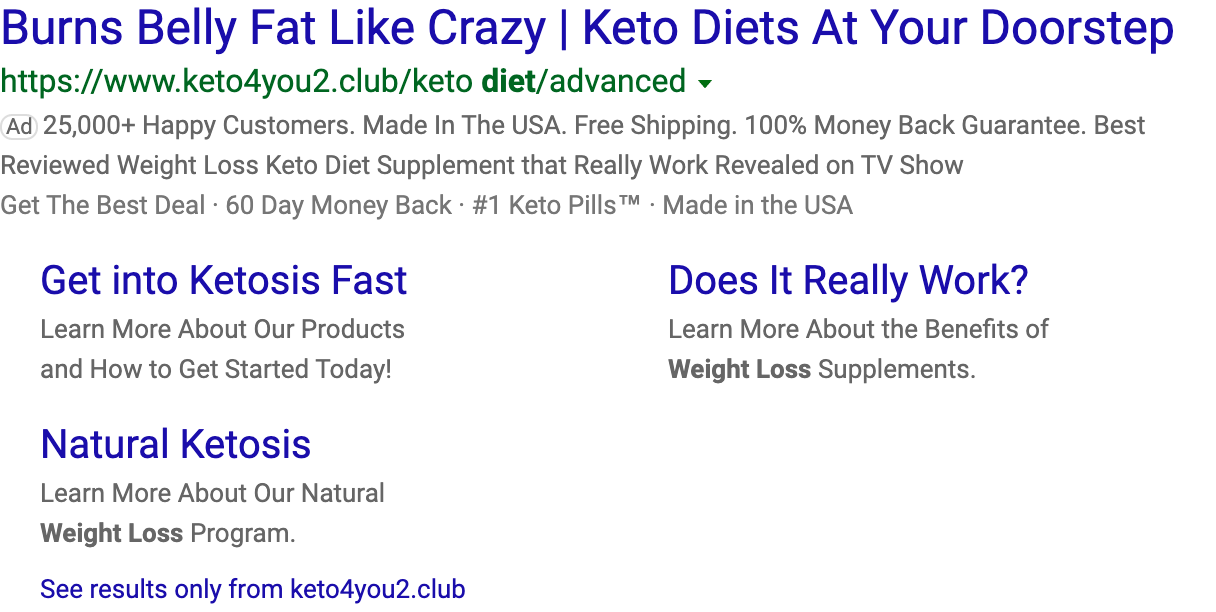 Burns Belly Fat Like Crazy | Keto Diets At Your Doorstep
https://www.keto4you2.club/keto diet/advanced
Ad 25,000+ Happy Customers. Made In The USA. Free Shipping. 100% Money Back Guarantee. Best
Reviewed Weight Loss Keto Diet Supplement that Really Work Revealed on TV Show
Get The Best Deal · 60 Day Money Back · #1 Keto Pills™ · Made in the USA
Get into Ketosis Fast
Learn More About Our Products
and How to Get Started Today!
Does It Really Work?
Learn More About the Benefits of
Weight Loss Supplements.
Natural Ketosis
Learn More About Our Natural
Weight Loss Program.
See results only from keto4you2.club